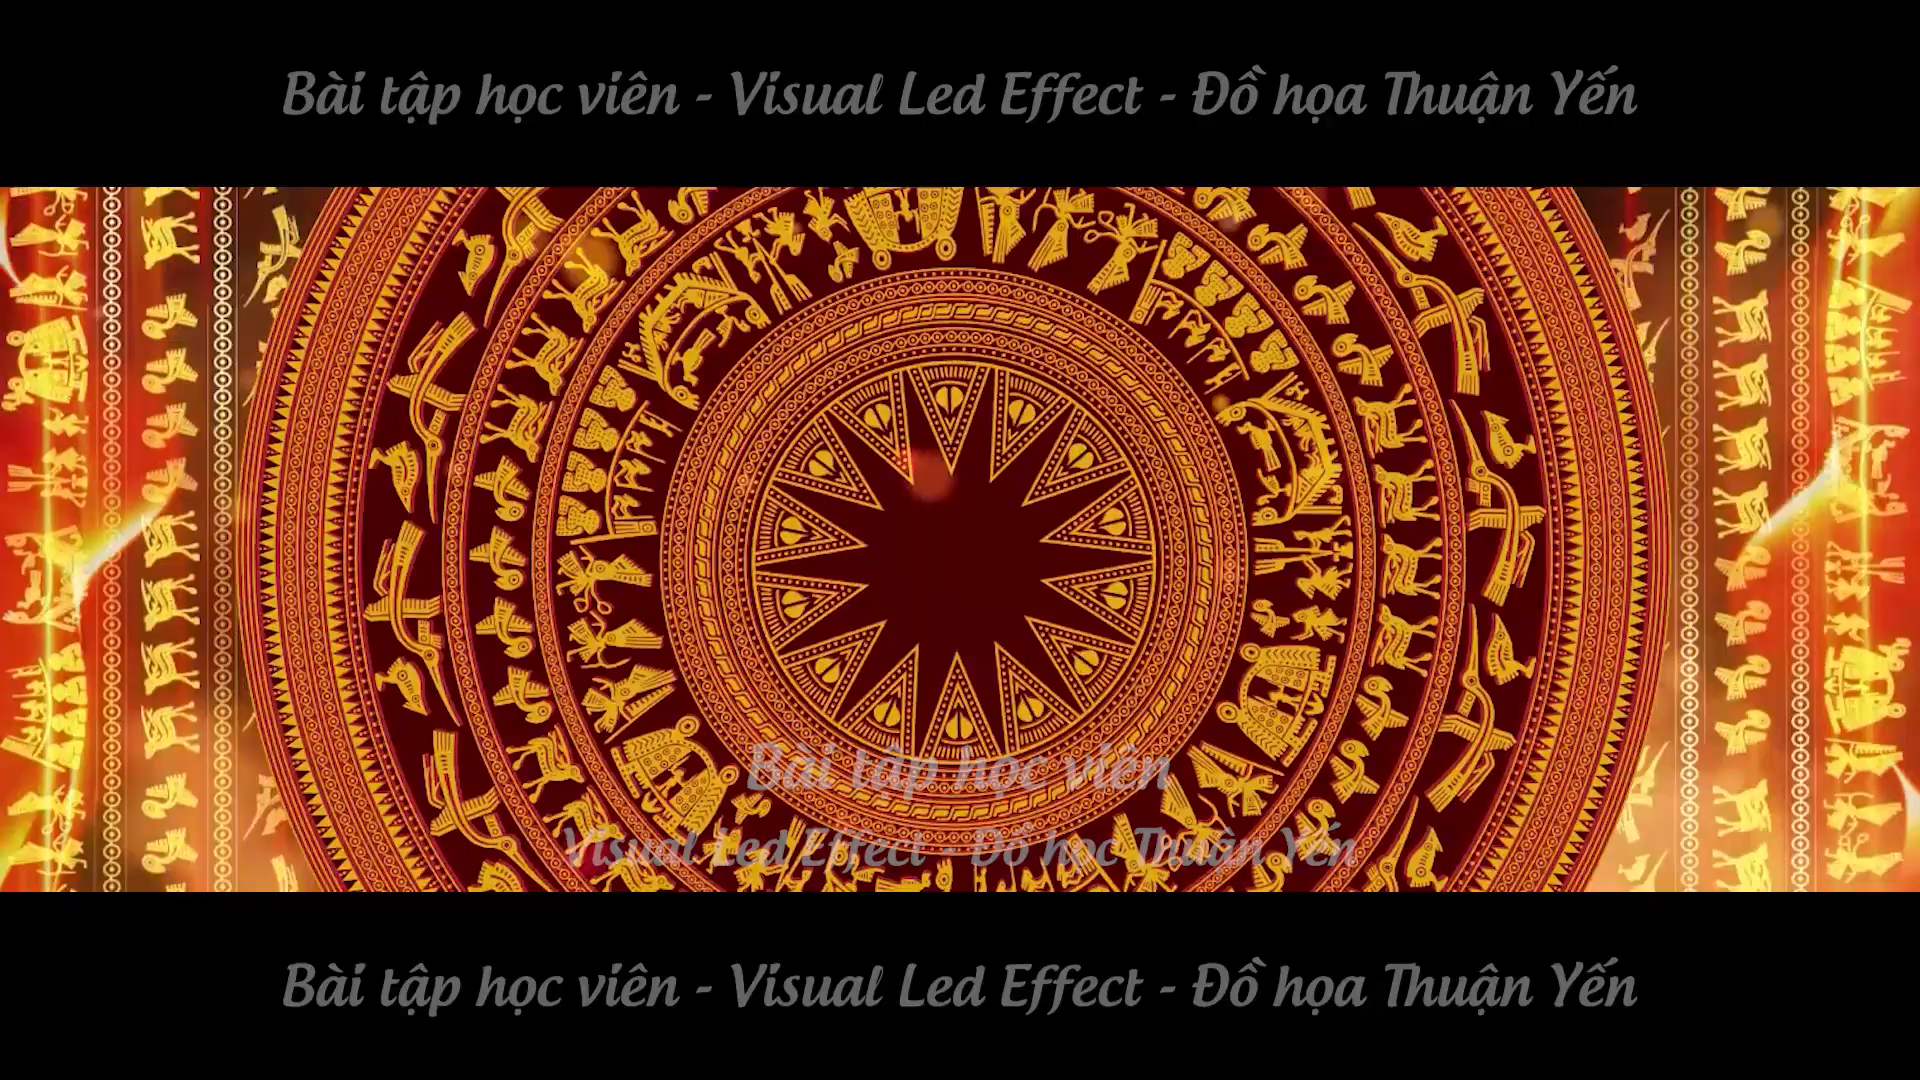 Bài tập học viên - Visual Led Effect - Đồ họa Thuận Yến
Bài tập học viên
Visual Led Effect - Đồ học Thuận Yến
Bài tập học viên - Visual Led Effect - Đồ họa Thuận Yến